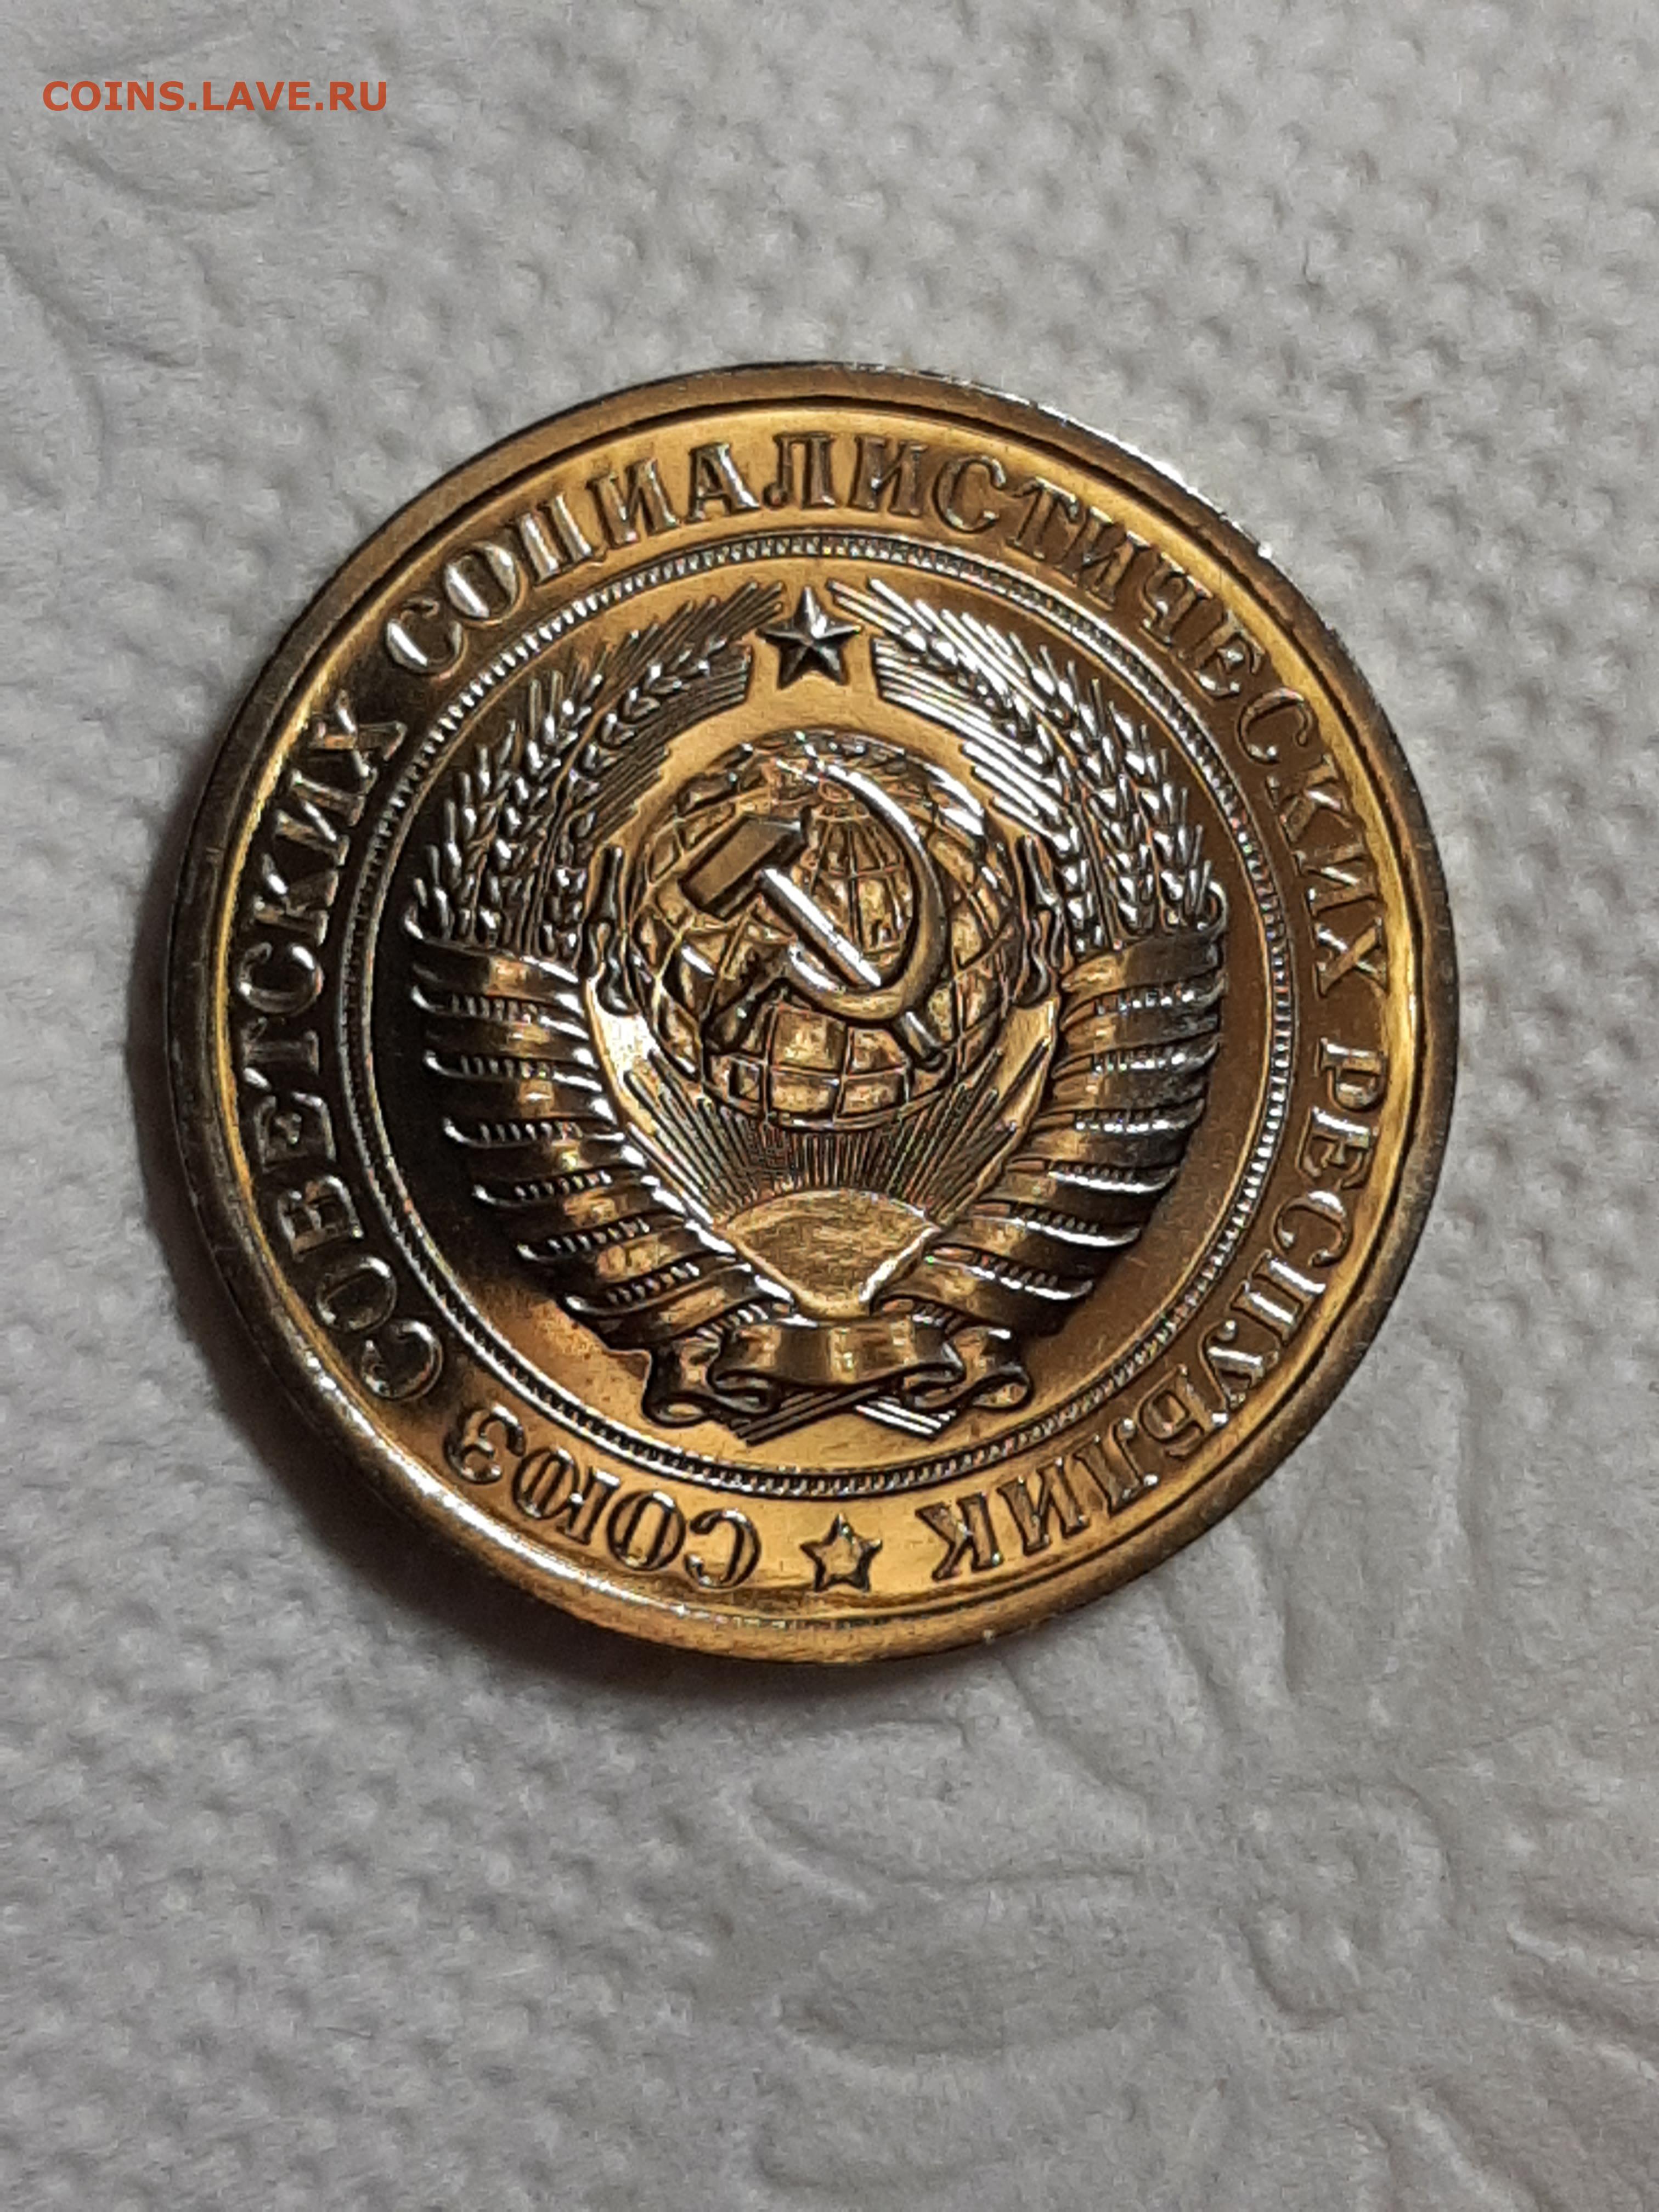 COINS.LAVE.RU
СОЮЗ СОВЕТСКИХ СОЦИАЛИСТИЧЕСКИХ РЕСПУБЛИК